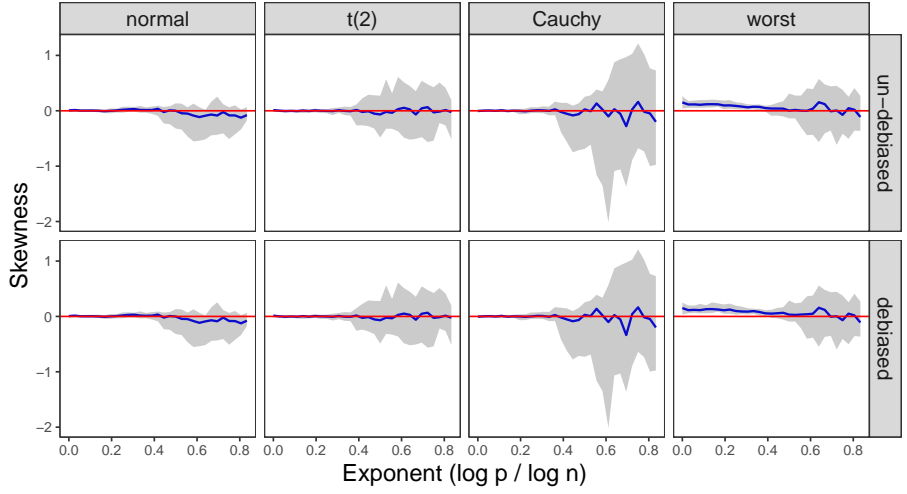 normal t(2) Cauchy worst
1
0
−1
−2
un-debiased
Skewness
1
0
−1
−2
debiased
0.0 0.2 0.4 0.6 0.8 0.0 0.2 0.4 0.6 0.8 0.0 0.2 0.4 0.6 0.8 0.0 0.2 0.4 0.6 0.8
Exponent (log p / log n)